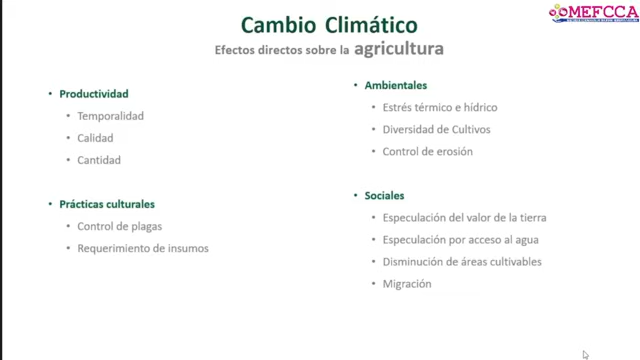 Cambio Climático
Efectos directos sobre la agricultura
MEFCCA
• Productividad
• Temporalidad
• Calidad
• Cantidad
• Prácticas culturales
• Control de plagas
• Requerimiento de insumos
• Ambientales
• Estrés térmico e hídrico
• Diversidad de Cultivos
• Control de erosión
• Sociales
• Especulación del valor de la tierra
• Especulación por acceso al agua
• Disminución de áreas cultivables
• Migración